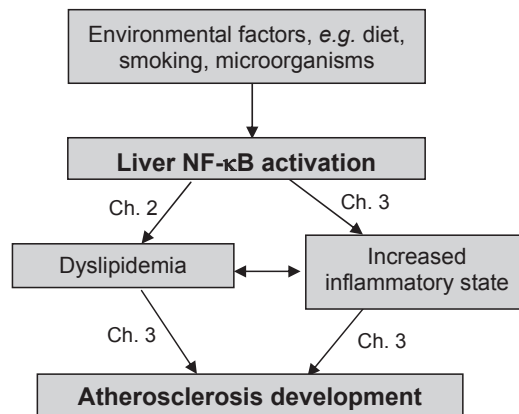 Environmental factors, e.g. diet,
smoking, microorganisms
Liver NF-κB activation
Ch. 2
Ch. 3
Dyslipidemia
Increased
inflammatory state
Ch. 3
Ch. 3
Atherosclerosis development